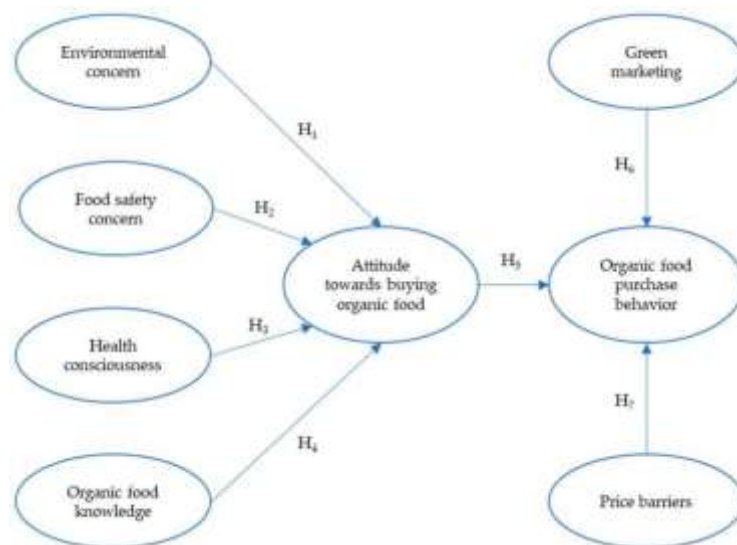 Environmental
concern
Green
marketing
H₁
H₆
Food safety
concern
H₂
Attitude
towards buying
organic food
H₅
Organic food
purchase
behavior
H₃
Health
consciousness
H₄
H₇
Organic food
knowledge
Price barriers